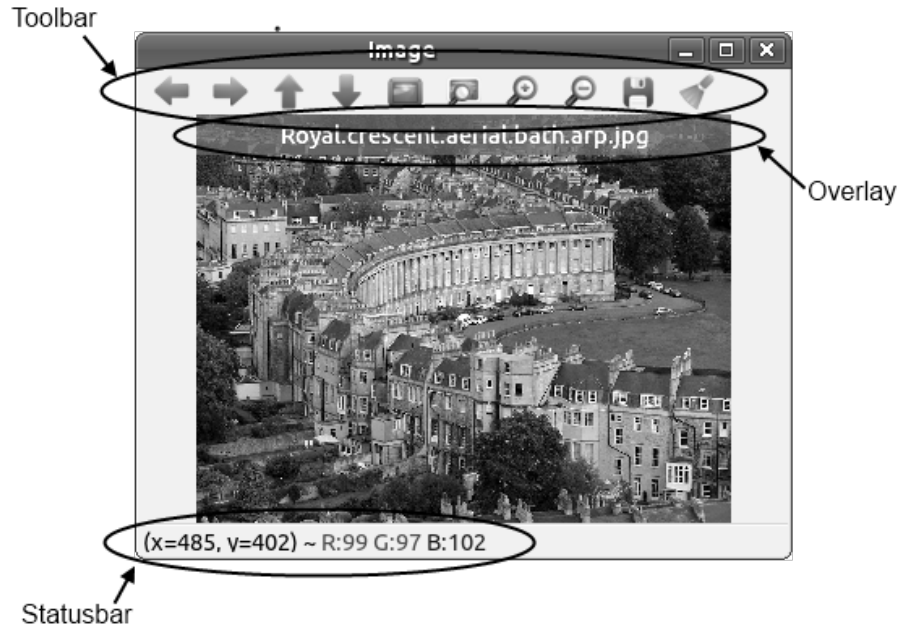 Toolbar
Image
Royal.crescent.aerial.bath.arp.jpg
Overlay
(x=485, y=402) ~ R:99 G:97 B:102
Statusbar